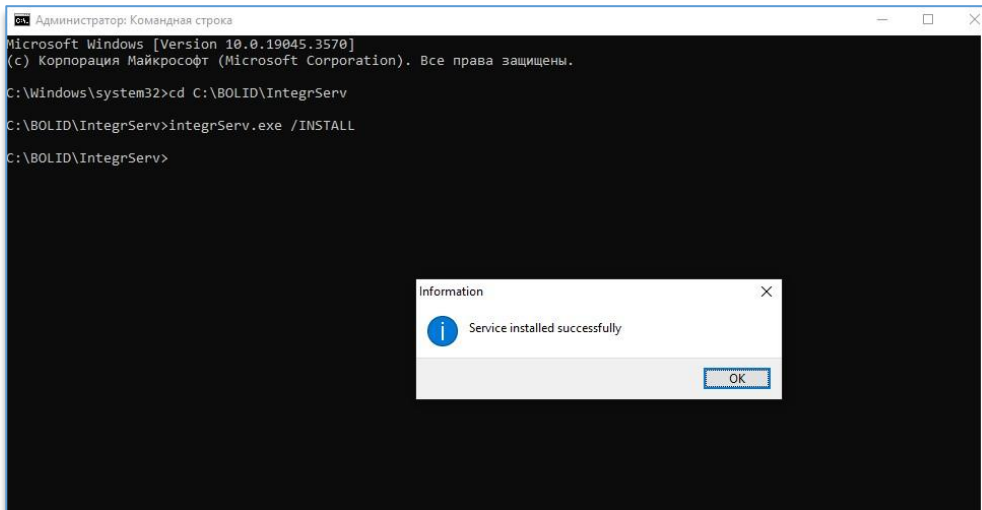 Администратор: Командная строка
Microsoft Windows [Version 10.0.19045.3570]
(c) Корпорация Майкрософт (Microsoft Corporation). Все права защищены.
C:\Windows\system32>cd C:\BOLID\IntegrServ
C:\BOLID\IntegrServ>integrServ.exe /INSTALL
C:\BOLID\IntegrServ>
Information
Service installed successfully
OK